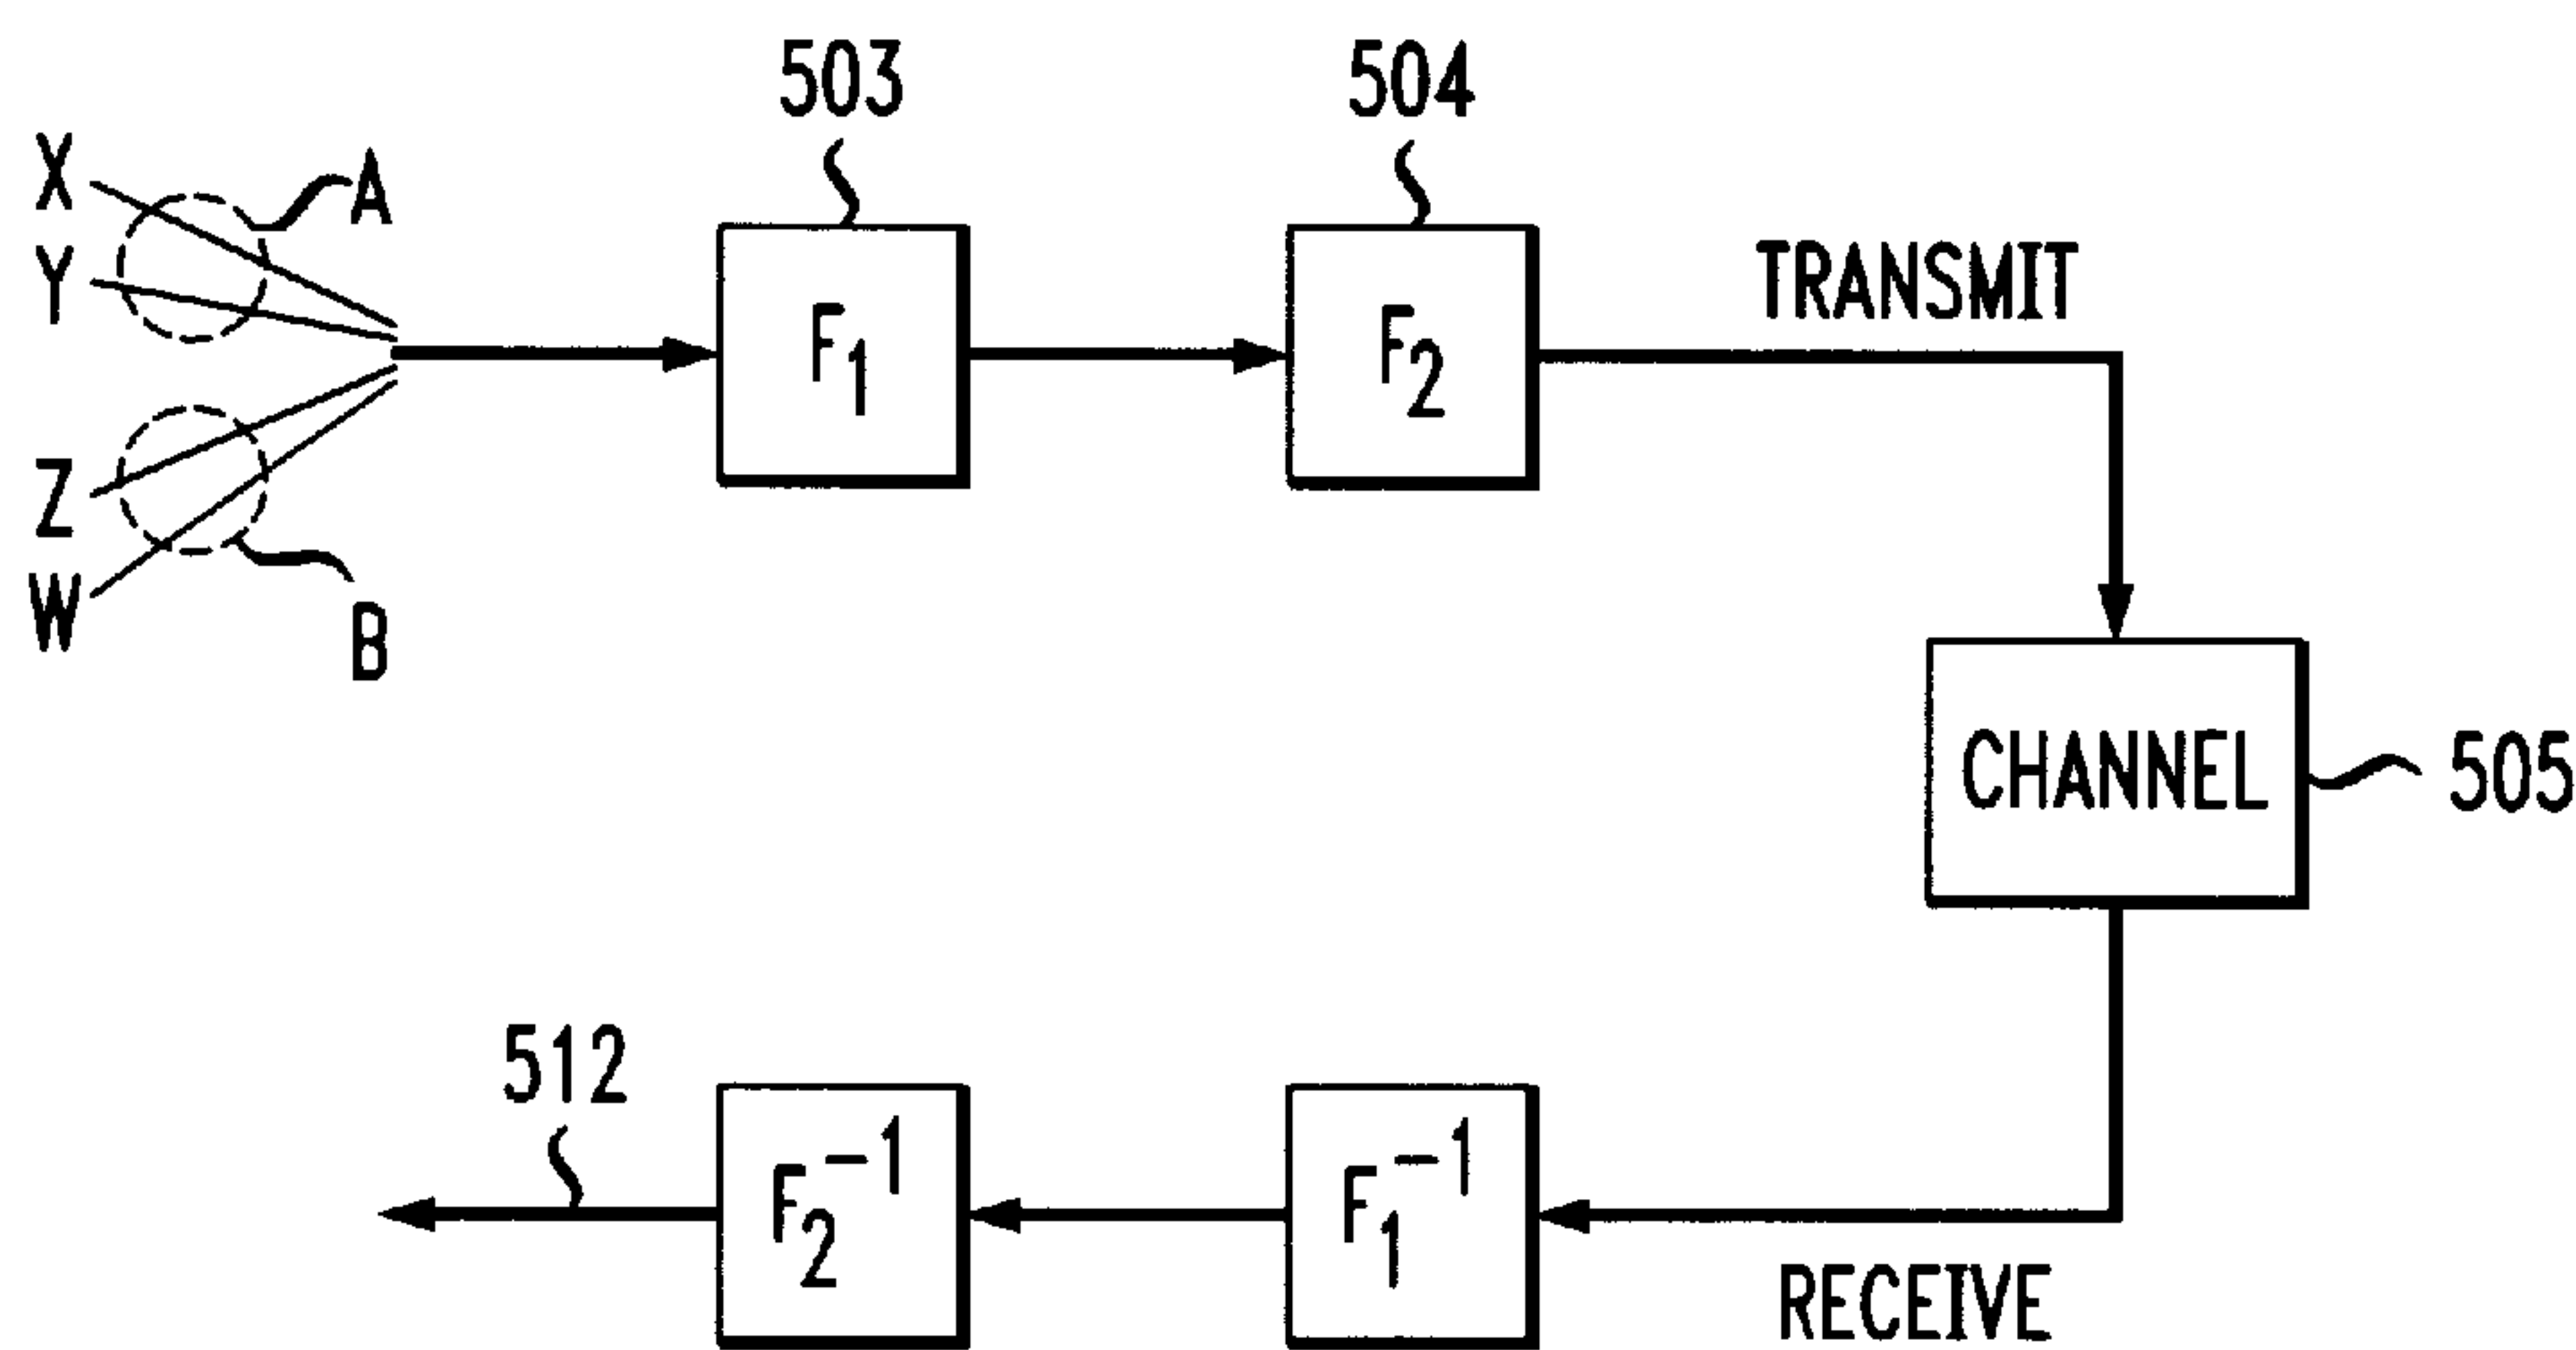 503
504
X
A
Y
F1
F2
TRANSMIT
Z
W
B
CHANNEL
505
512
F2-1
F1-1
RECEIVE